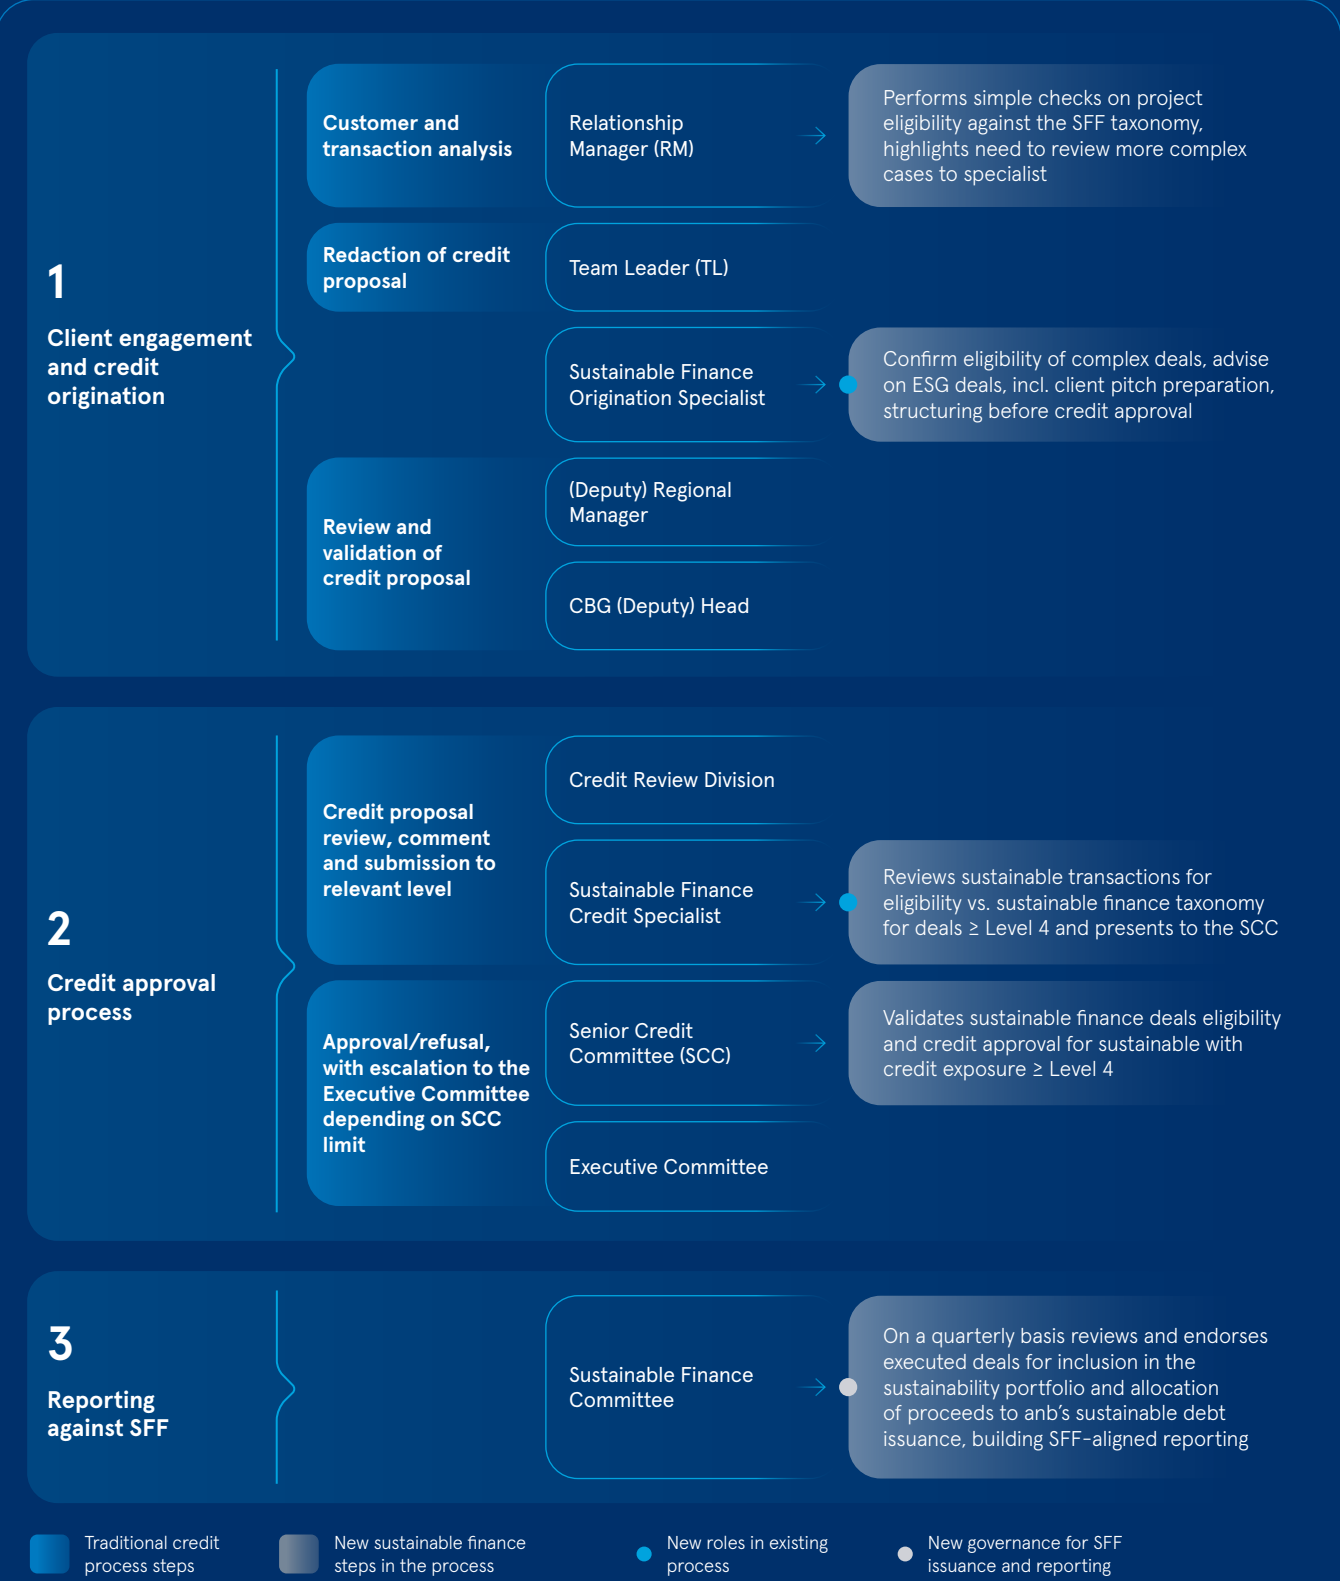 1
Client engagement
and credit
origination
Customer and
transaction analysis
Relationship
Manager (RM)
Performs simple checks on project
eligibility against the SFF taxonomy,
highlights need to review more complex
cases to specialist
Redaction of credit
proposal
Team Leader (TL)
Sustainable Finance
Origination Specialist
Confirm eligibility of complex deals, advise
on ESG deals, incl. client pitch preparation,
structuring before credit approval
Review and
validation of
credit proposal
(Deputy) Regional
Manager
CBG (Deputy) Head
2
Credit approval
process
Credit proposal
review, comment
and submission to
relevant level
Credit Review Division
Sustainable Finance
Credit Specialist
Reviews sustainable transactions for
eligibility vs. sustainable finance taxonomy
for deals ≥ Level 4 and presents to the SCC
Approval/refusal,
with escalation to the
Executive Committee
depending on SCC
limit
Senior Credit
Committee (SCC)
Validates sustainable finance deals eligibility
and credit approval for sustainable with
credit exposure ≥ Level 4
Executive Committee
3
Reporting
against SFF
Sustainable Finance
Committee
On a quarterly basis reviews and endorses
executed deals for inclusion in the
sustainability portfolio and allocation
of proceeds to anb's sustainable debt
issuance, building SFF-aligned reporting
Traditional credit
process steps
New sustainable finance
steps in the process
New roles in existing
process
New governance for SFF
issuance and reporting